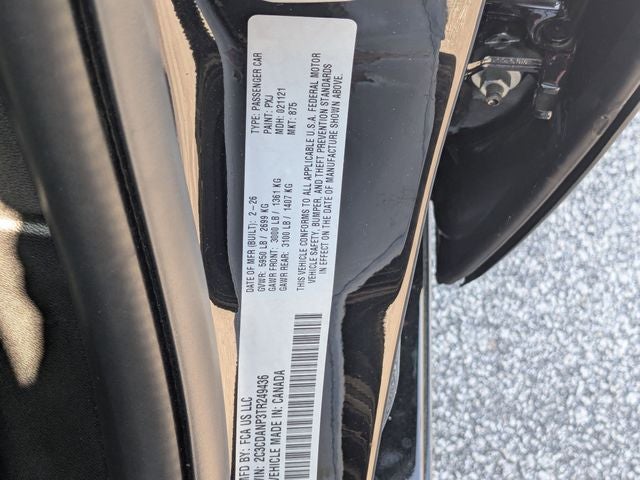 MFD BY: FCA US LLC
VIN: 2C3CDANP3TR249436
VEHICLE MADE IN: CANADA
DATE OF MFR (BUILT): 2-26
GVWR: 5950 LB / 2699 KG
GAWR FRONT: 3000 LB / 1361 KG
GAWR REAR: 3100 LB / 1407 KG
TYPE: PASSENGER CAR
PAINT: PXJ
MDH: 021121
MKT: 875
THIS VEHICLE CONFORMS TO ALL APPLICABLE U.S.A. FEDERAL MOTOR
VEHICLE SAFETY, BUMPER, AND THEFT PREVENTION STANDARDS
IN EFFECT ON THE DATE OF MANUFACTURE SHOWN ABOVE.